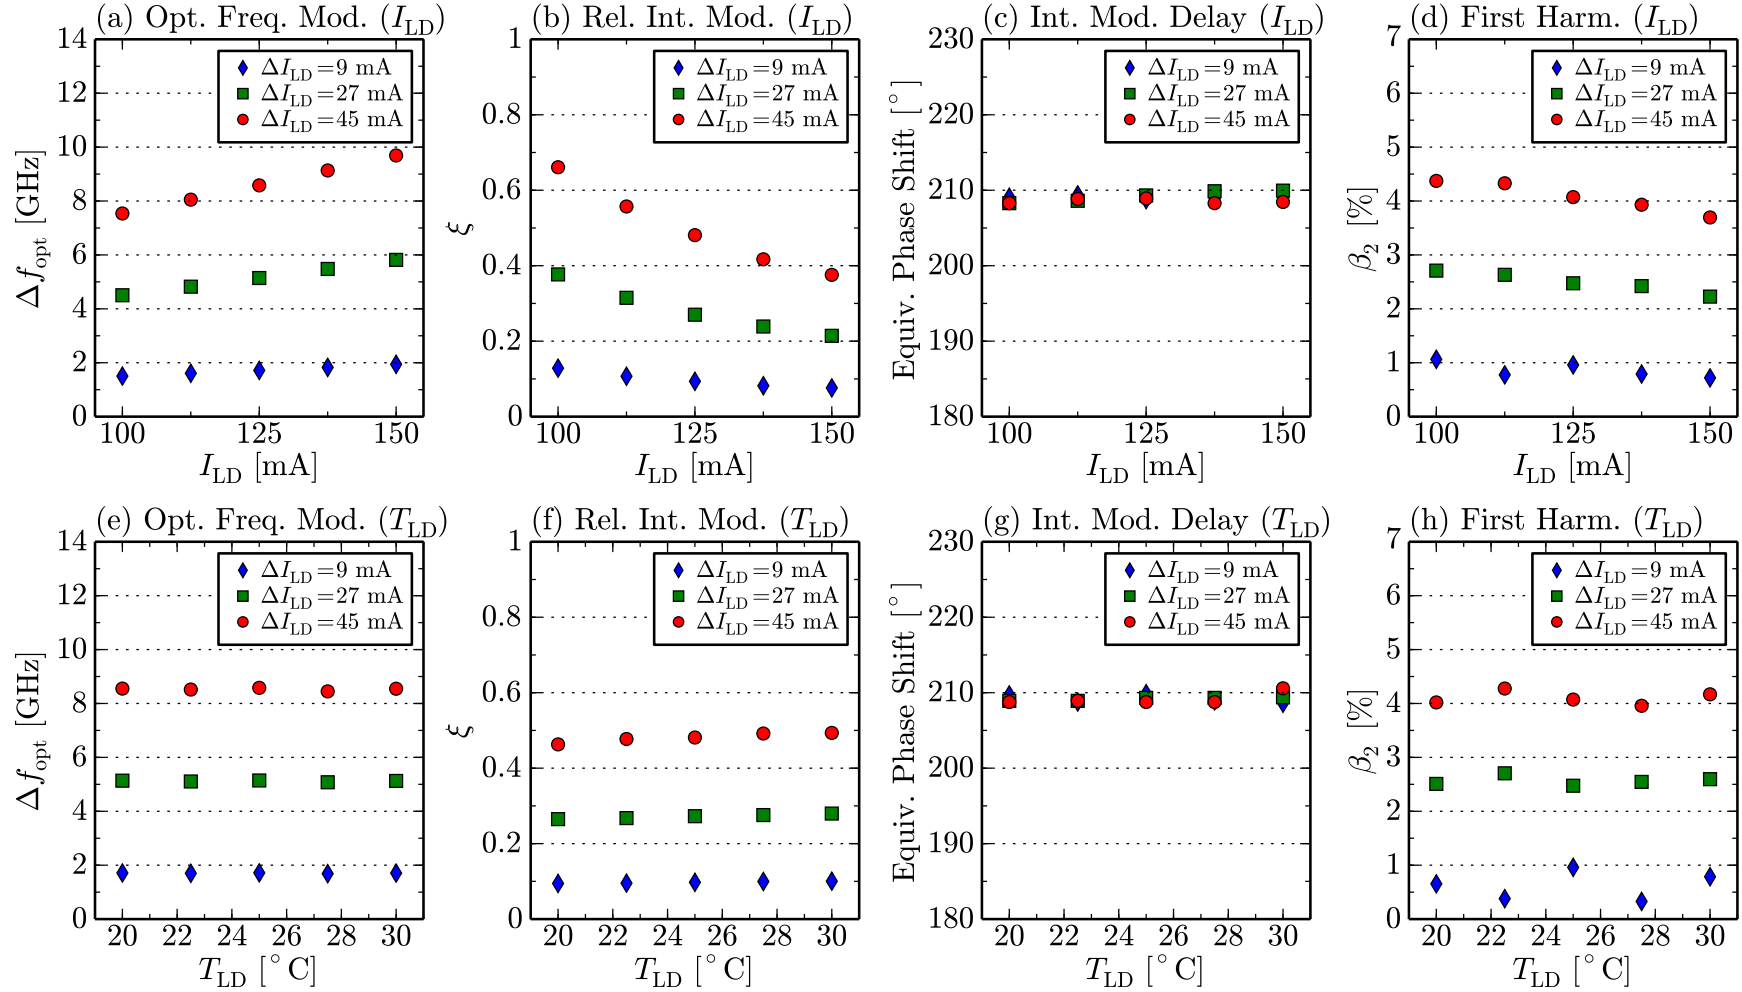 (a) Opt. Freq. Mod. (I_LD)
14
12
10
8
6
4
2
0
Δf_opt [GHz]
ΔI_LD=9 mA
ΔI_LD=27 mA
ΔI_LD=45 mA
100
125
150
I_LD [mA]
(b) Rel. Int. Mod. (I_LD)
1
0.8
0.6
0.4
0.2
0
ξ
ΔI_LD=9 mA
ΔI_LD=27 mA
ΔI_LD=45 mA
100
125
150
I_LD [mA]
(c) Int. Mod. Delay (I_LD)
230
220
210
200
190
180
Equiv. Phase Shift [°]
ΔI_LD=9 mA
ΔI_LD=27 mA
ΔI_LD=45 mA
100
125
150
I_LD [mA]
(d) First Harm. (I_LD)
7
6
5
4
3
2
1
0
β_2 [%]
ΔI_LD=9 mA
ΔI_LD=27 mA
ΔI_LD=45 mA
100
125
150
I_LD [mA]
(e) Opt. Freq. Mod. (T_LD)
14
12
10
8
6
4
2
0
Δf_opt [GHz]
ΔI_LD=9 mA
ΔI_LD=27 mA
ΔI_LD=45 mA
20 22 24 26 28 30
T_LD [°C]
(f) Rel. Int. Mod. (T_LD)
1
0.8
0.6
0.4
0.2
0
ξ
ΔI_LD=9 mA
ΔI_LD=27 mA
ΔI_LD=45 mA
20 22 24 26 28 30
T_LD [°C]
(g) Int. Mod. Delay (T_LD)
230
220
210
200
190
180
Equiv. Phase Shift [°]
ΔI_LD=9 mA
ΔI_LD=27 mA
ΔI_LD=45 mA
20 22 24 26 28 30
T_LD [°C]
(h) First Harm. (T_LD)
7
6
5
4
3
2
1
0
β_2 [%]
ΔI_LD=9 mA
ΔI_LD=27 mA
ΔI_LD=45 mA
20 22 24 26 28 30
T_LD [°C]